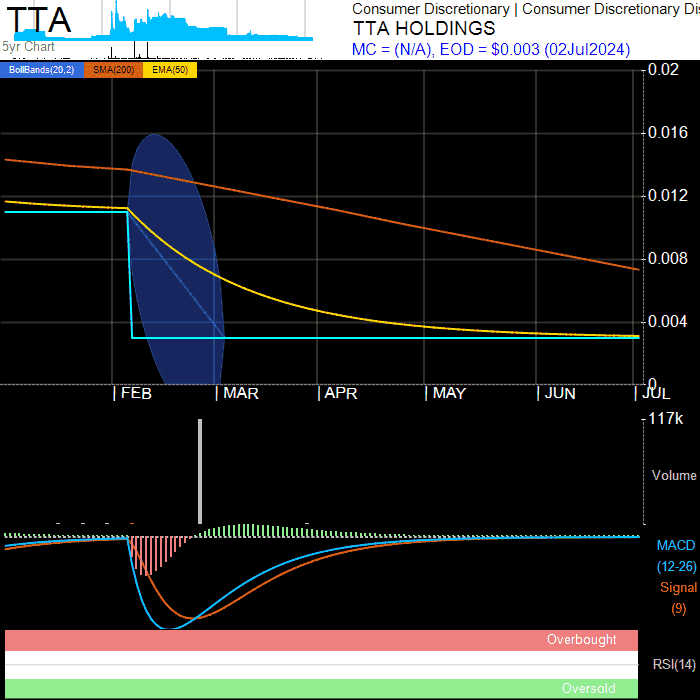 TTA
5yr Chart
Consumer Discretionary | Consumer Discretionary Dis
TTA HOLDINGS
MC = (N/A), EOD = $0.003 (02Jul2024)
BollBands(20,2) SMA(200) EMA(50)
0.02
0.016
0.012
0.008
0.004
0
FEB MAR APR MAY JUN JUL
117k
Volume
MACD
(12-26)
Signal
(9)
Overbought
RSI(14)
Oversold